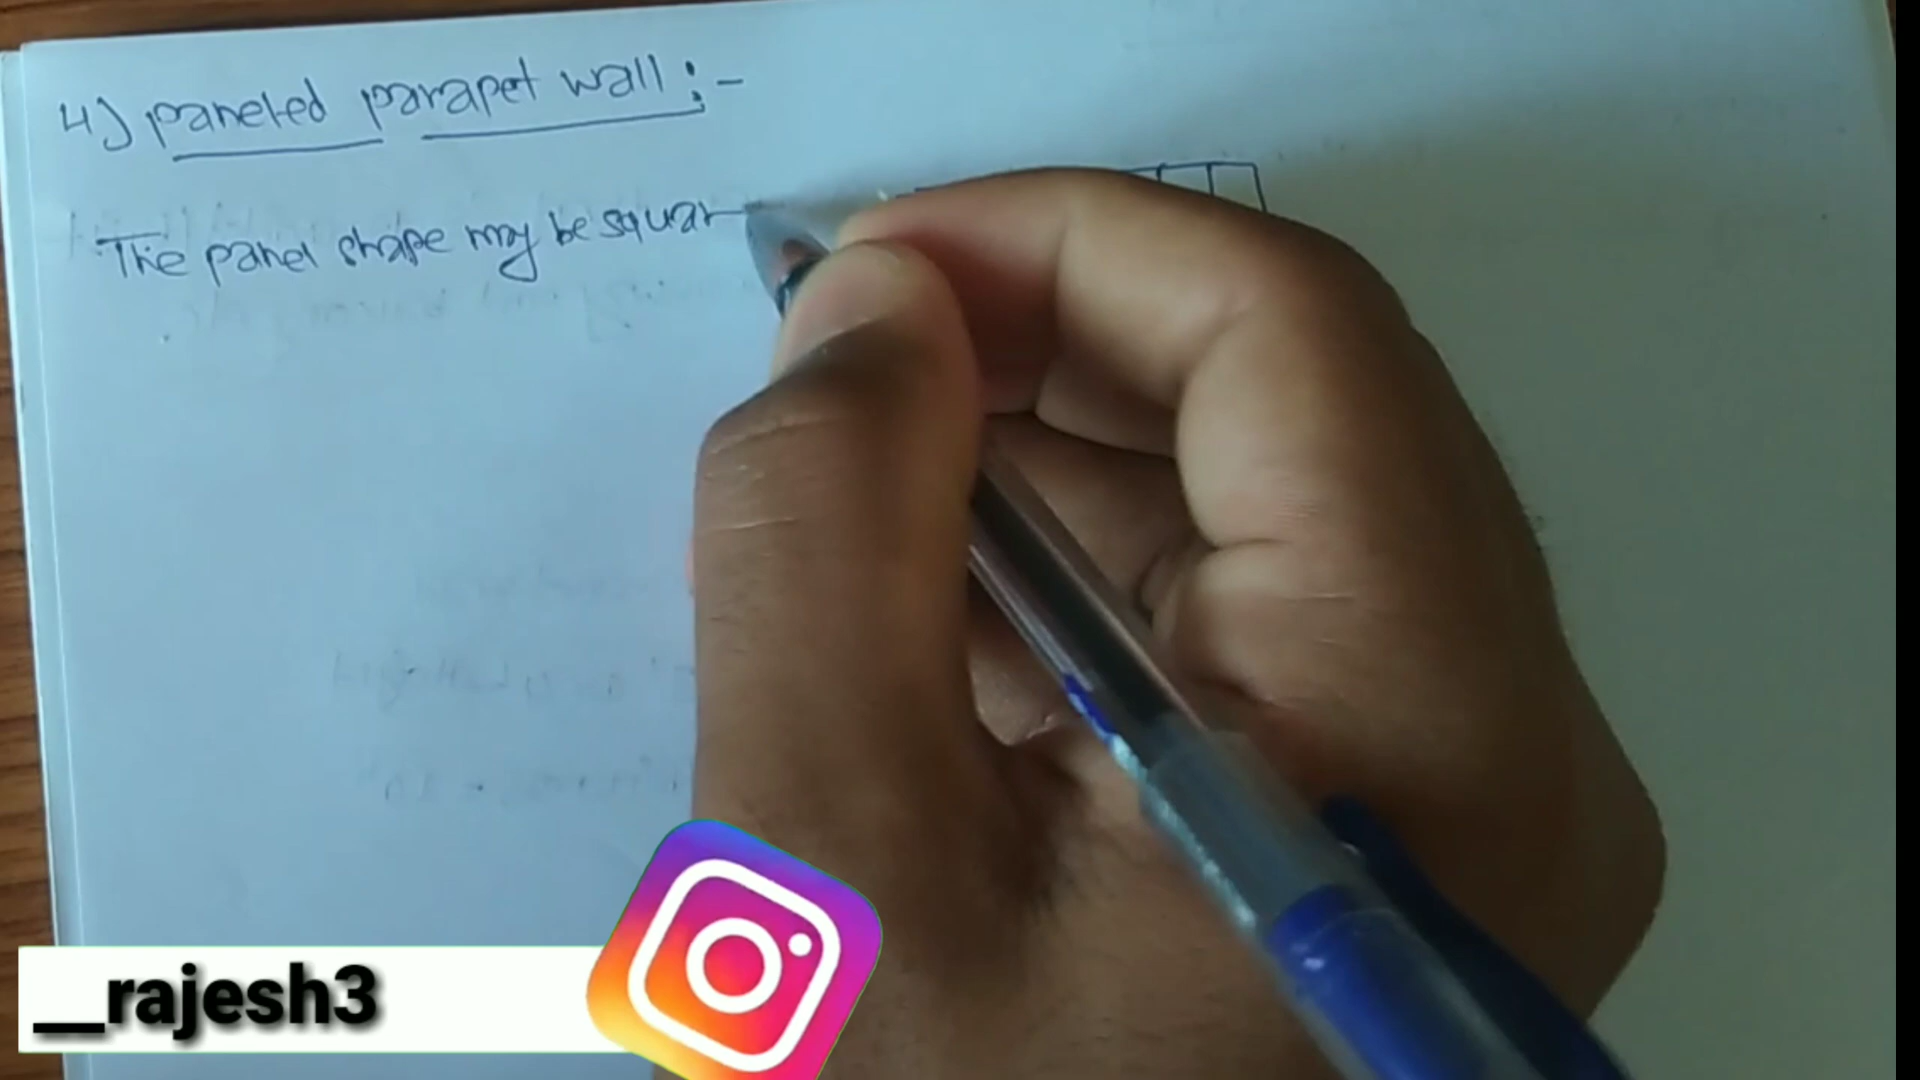 4) paneled parapet wall :-
The panel shape may be squar
__rajesh3